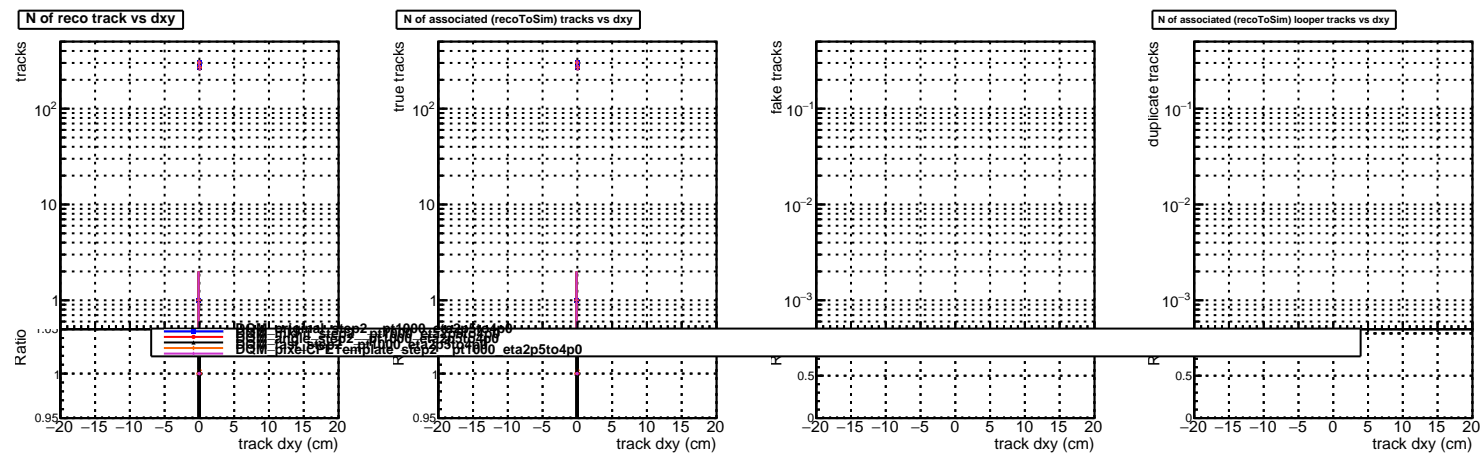 N of reco track vs dxy
tracks
10²
10
1
Ratio
1
0.95
−20 −15 −10 −5 0 5 10 15 20
track dxy (cm)
N of associated (recoToSim) tracks vs dxy
true tracks
10²
10
1
1
0.95
−20 −15 −10 −5 0 5 10 15 20
track dxy (cm)
fake tracks
10⁻¹
10⁻²
10⁻³
0.5
0
−20 −15 −10 −5 0 5 10 15 20
track dxy (cm)
N of associated (recoToSim) looper tracks vs dxy
duplicate tracks
10⁻¹
10⁻²
10⁻³
0.5
0
−20 −15 −10 −5 0 5 10 15 20
track dxy (cm)
DQM_original_step2__pt1000_eta2p5to4p0
DQM_angle_step2__pt1000_eta2p5to4p0
DQM_pixelCPETemplate_step2__pt1000_eta2p5to4p0